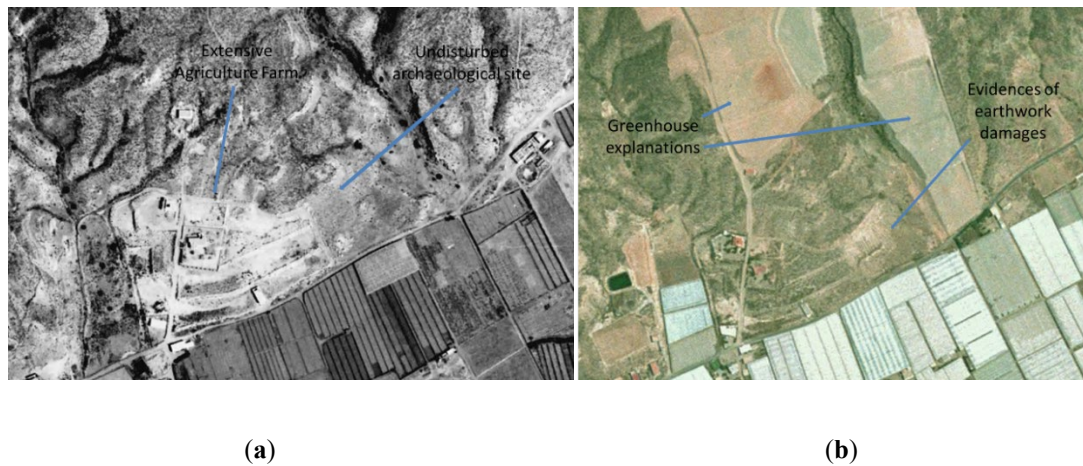 Extensive
Agriculture Farm.
Undisturbed
archaeological site
Greenhouse
explanations
Evidences of
earthwork
damages
(a)
(b)